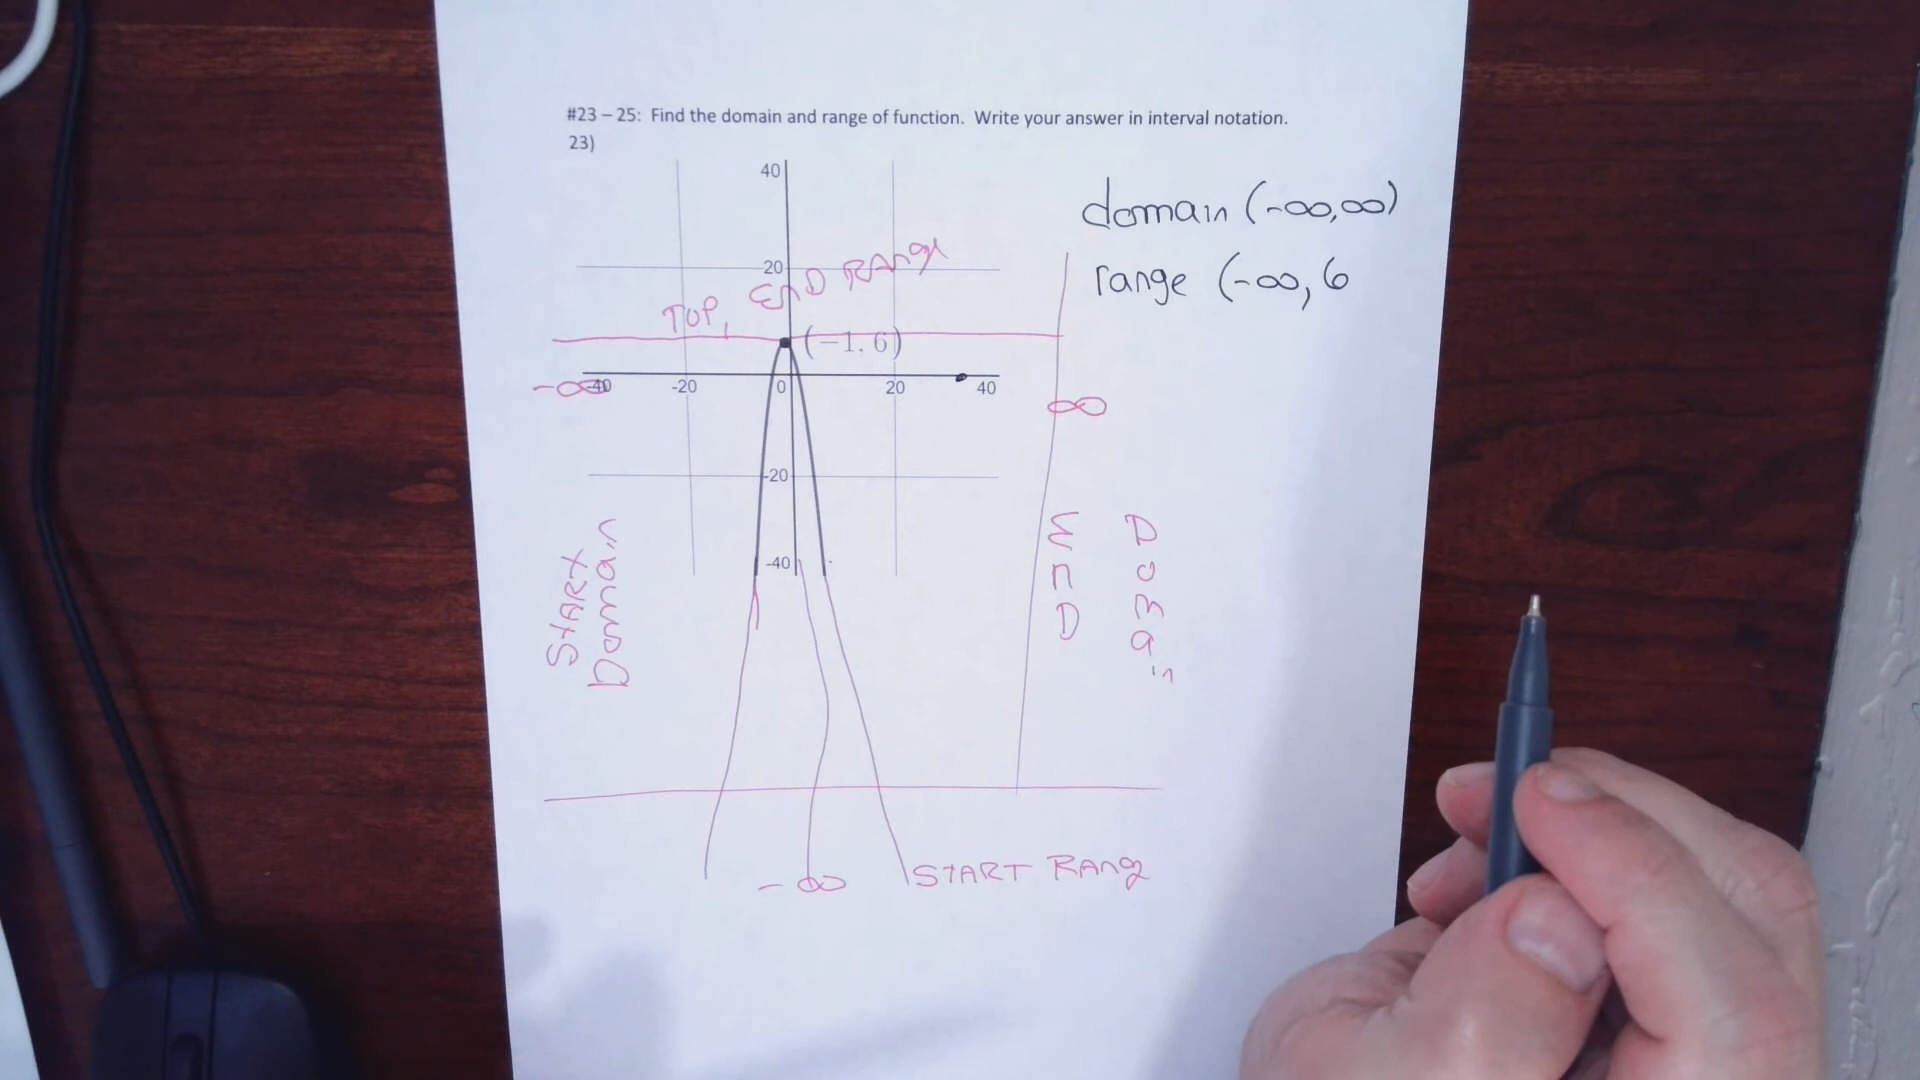 #23 – 25: Find the domain and range of function. Write your answer in interval notation.
23)
40
domain (-∞,∞)
range (-∞, 6
20
TOP, END RANge
(−1. 6)
-∞
-40
-20
0
20
40
∞
-20
-40
START
Domain
END
Domain
-∞
START RAng